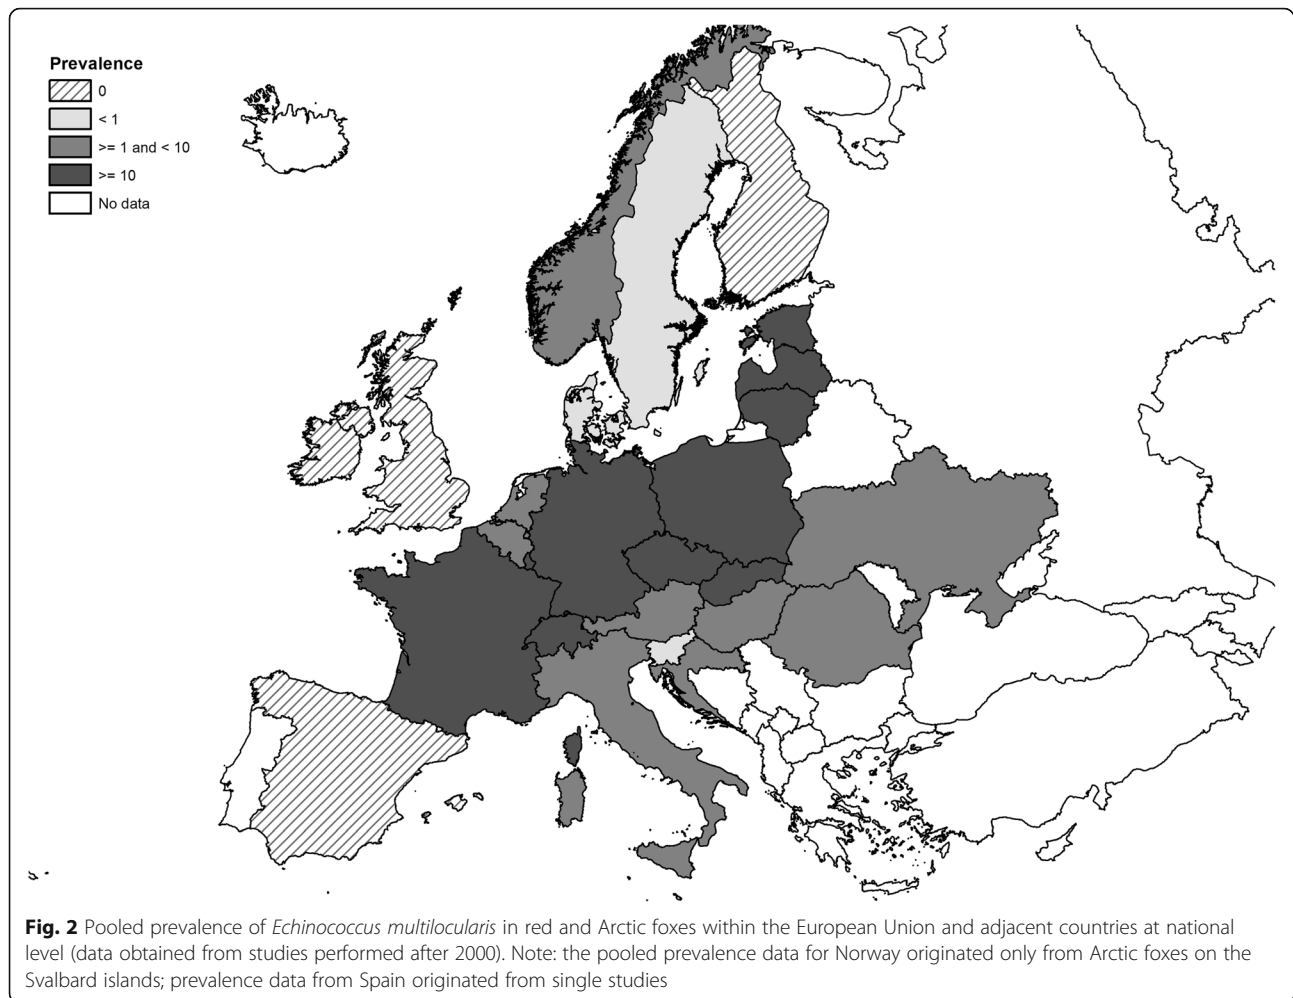 Prevalence
0
< 1
>= 1 and < 10
>= 10
No data
Fig. 2 Pooled prevalence of Echinococcus multilocularis in red and Arctic foxes within the European Union and adjacent countries at national
level (data obtained from studies performed after 2000). Note: the pooled prevalence data for Norway originated only from Arctic foxes on the
Svalbard islands; prevalence data from Spain originated from single studies